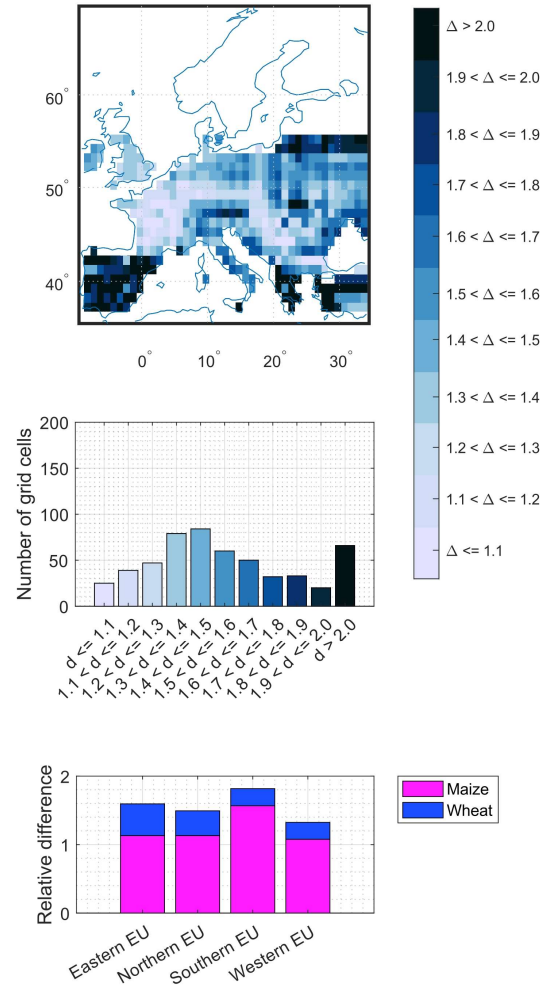 60°
50°
40°
0°
10°
20°
30°
Δ > 2.0
1.9 < Δ <= 2.0
1.8 < Δ <= 1.9
1.7 < Δ <= 1.8
1.6 < Δ <= 1.7
1.5 < Δ <= 1.6
1.4 < Δ <= 1.5
1.3 < Δ <= 1.4
1.2 < Δ <= 1.3
1.1 < Δ <= 1.2
Δ <= 1.1
Number of grid cells
200
150
100
50
0
d <= 1.1
1.1 < d <= 1.2
1.2 < d <= 1.3
1.3 < d <= 1.4
1.4 < d <= 1.5
1.5 < d <= 1.6
1.6 < d <= 1.7
1.7 < d <= 1.8
1.8 < d <= 1.9
1.9 < d <= 2.0
d > 2.0
Relative difference
2
1
0
Eastern EU
Northern EU
Southern EU
Western EU
Maize
Wheat